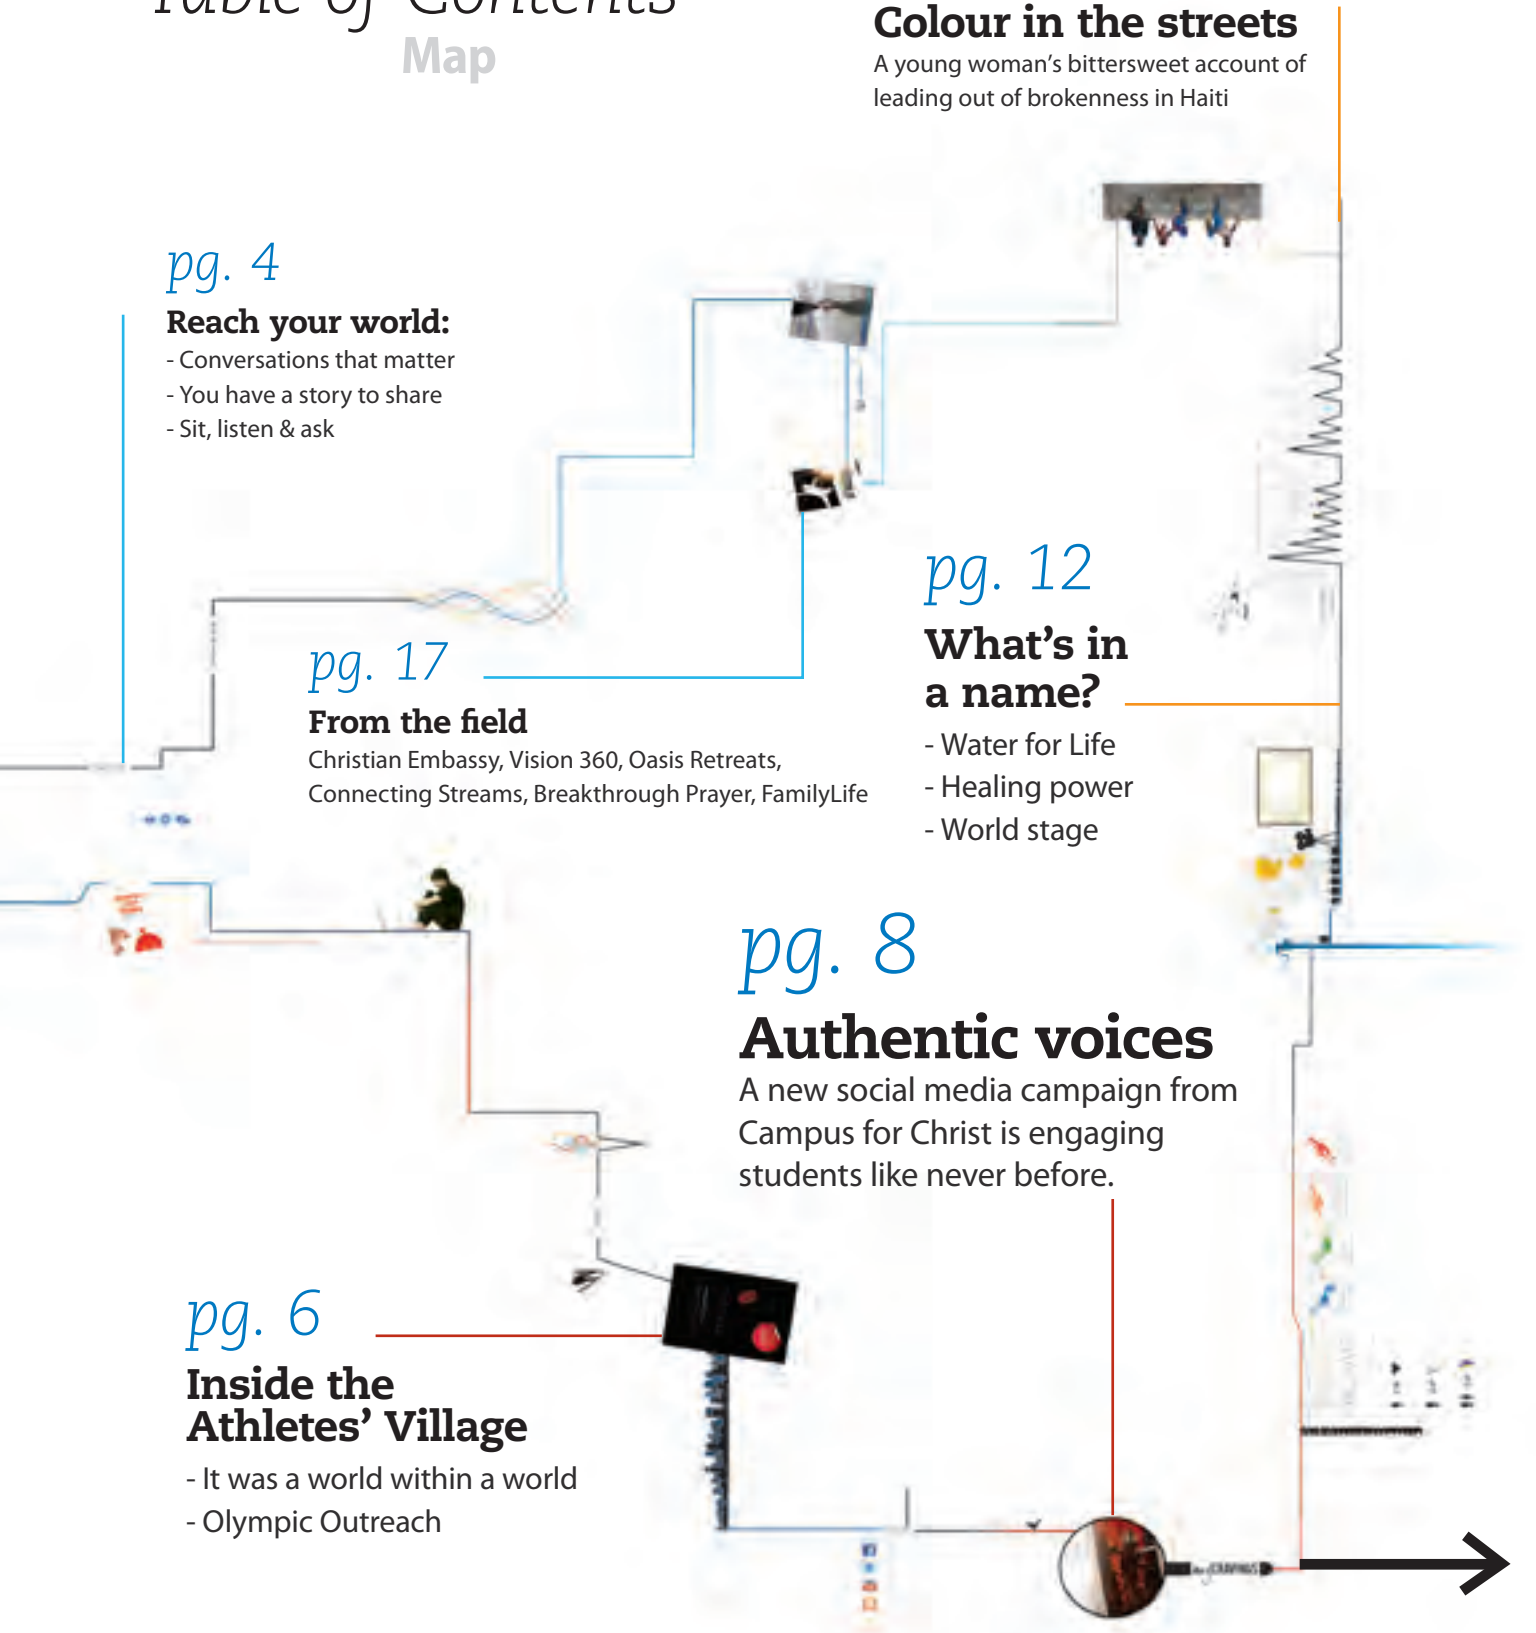 Table of Contents
Map
Colour in the streets
A young woman's bittersweet account of
leading out of brokenness in Haiti
pg. 4
Reach your world:
- Conversations that matter
- You have a story to share
- Sit, listen & ask
pg. 17
From the field
Christian Embassy, Vision 360, Oasis Retreats,
Connecting Streams, Breakthrough Prayer, FamilyLife
pg. 12
What's in
a name?
- Water for Life
- Healing power
- World stage
pg. 8
Authentic voices
A new social media campaign from
Campus for Christ is engaging
students like never before.
pg. 6
Inside the
Athletes' Village
- It was a world within a world
- Olympic Outreach